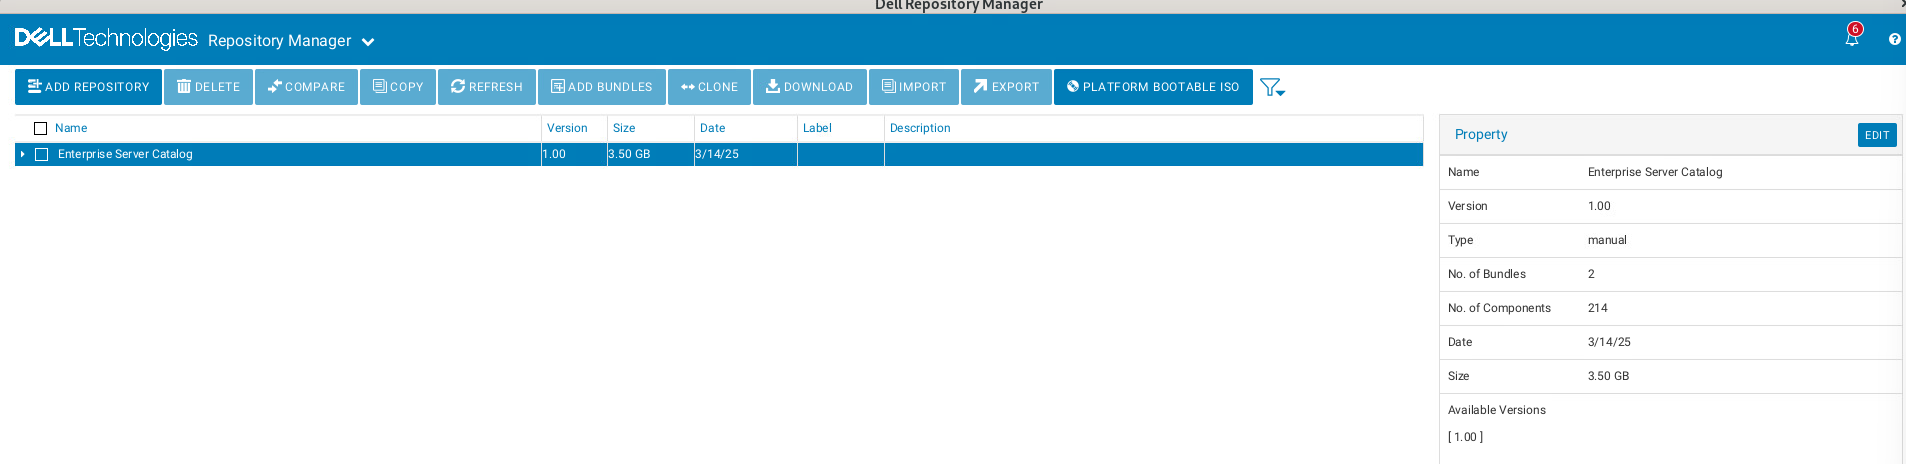 Dell Repository Manager
DELLTechnologies Repository Manager
6
ADD REPOSITORY DELETE COMPARE COPY REFRESH ADD BUNDLES CLONE DOWNLOAD IMPORT EXPORT PLATFORM BOOTABLE ISO
Name Version Size Date Label Description
Enterprise Server Catalog 1.00 3.50 GB 3/14/25
Property EDIT
Name Enterprise Server Catalog
Version 1.00
Type manual
No. of Bundles 2
No. of Components 214
Date 3/14/25
Size 3.50 GB
Available Versions
[ 1.00 ]